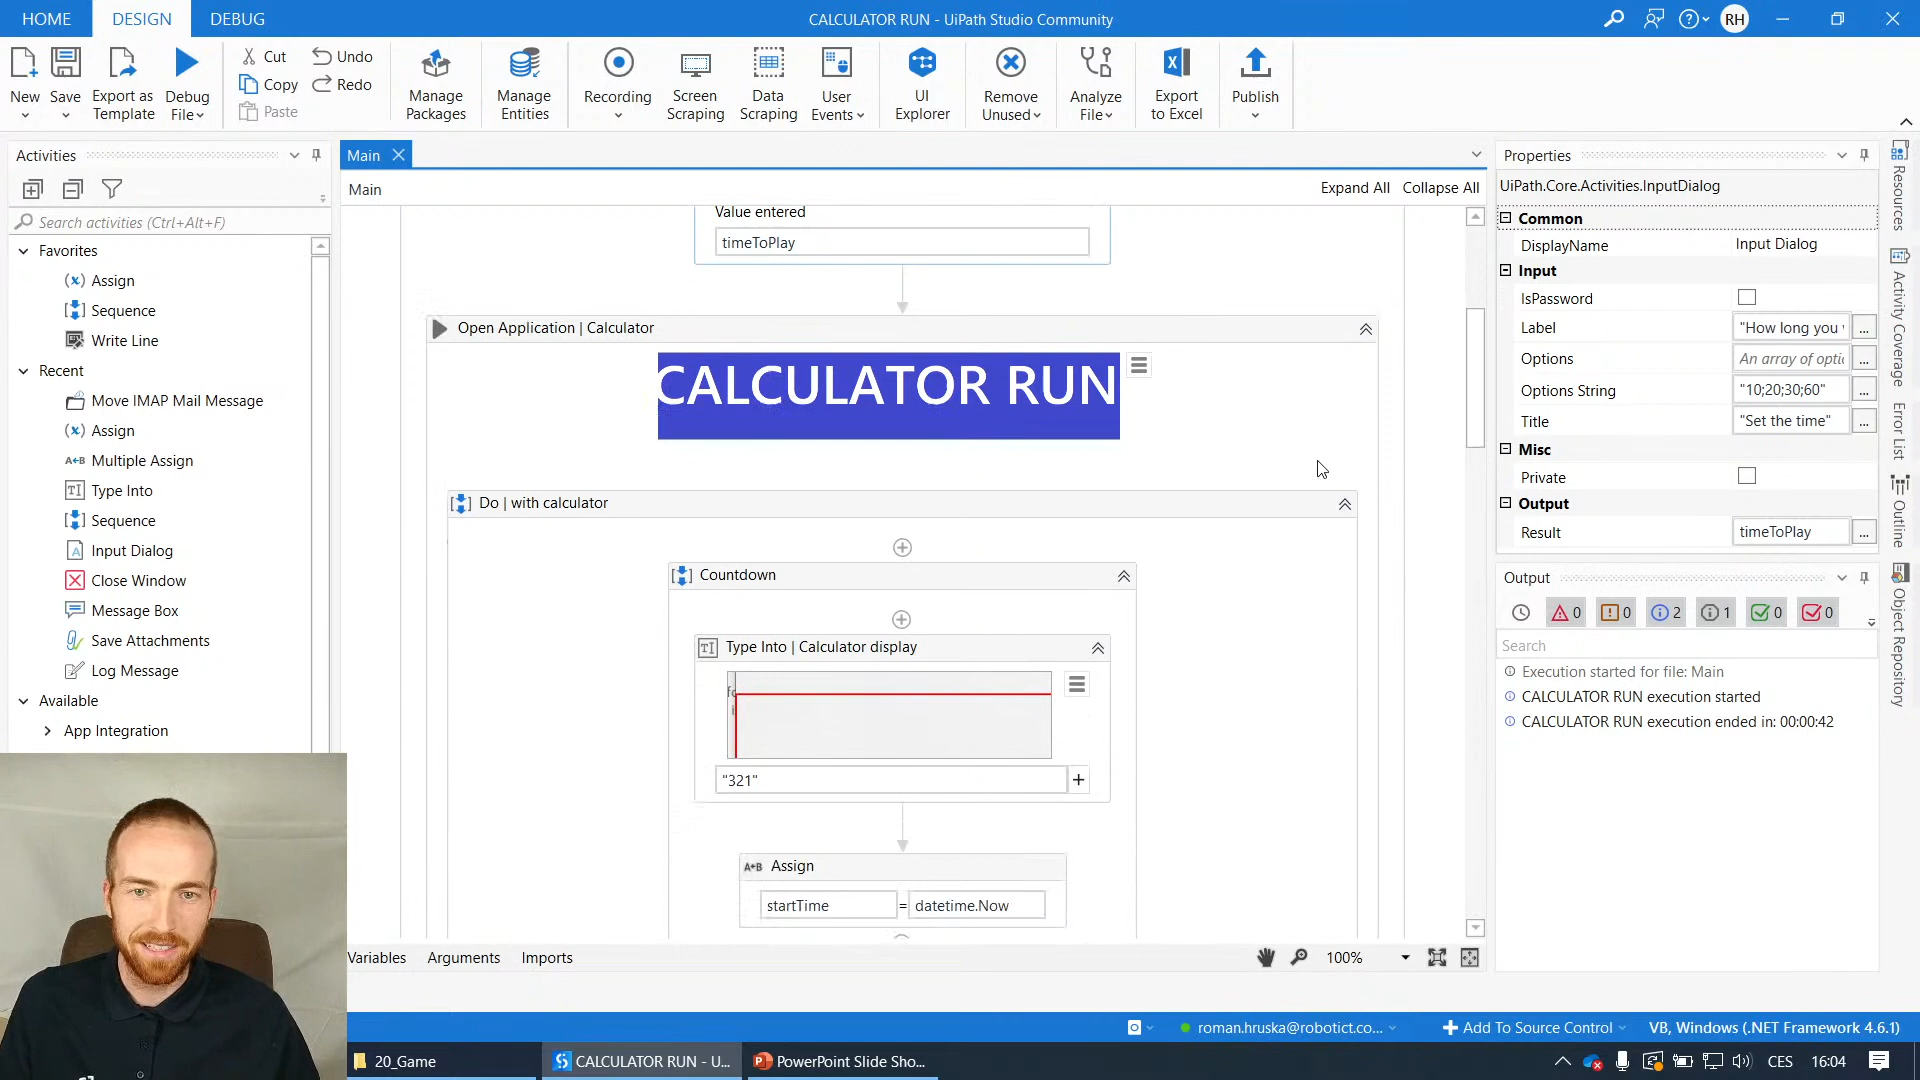 HOME DESIGN DEBUG
CALCULATOR RUN - UiPath Studio Community
RH
New
Save
Export as Template
Debug File
Cut
Copy
Paste
Undo
Redo
Manage Packages
Manage Entities
Recording
Screen Scraping
Data Scraping
User Events
UI Explorer
Remove Unused
Analyze File
Export to Excel
Publish
Activities
Search activities (Ctrl+Alt+F)
Favorites
Assign
Sequence
Write Line
Recent
Move IMAP Mail Message
Assign
Multiple Assign
Type Into
Sequence
Input Dialog
Close Window
Message Box
Save Attachments
Log Message
Available
App Integration
Main
Main
Expand All Collapse All
Value entered
timeToPlay
Open Application | Calculator
CALCULATOR RUN
Do | with calculator
Countdown
Type Into | Calculator display
"321"
Assign
startTime = datetime.Now
Variables Arguments Imports
100%
Properties
UiPath.Core.Activities.InputDialog
Common
DisplayName Input Dialog
Input
IsPassword
Label "How long you
Options An array of
Options String "10;20;30;60"
Title "Set the time"
Misc
Private
Output
Result timeToPlay
Output
0 0 2 1 0 0
Search
Execution started for file: Main
CALCULATOR RUN execution started
CALCULATOR RUN execution ended in: 00:00:42
Resources
Activity Coverage
Error List
Outline
Object Repository
roman.hruska@robotict.co...
Add To Source Control
VB, Windows (.NET Framework 4.6.1)
20_Game
CALCULATOR RUN - U...
PowerPoint Slide Sho...
CES 16:04